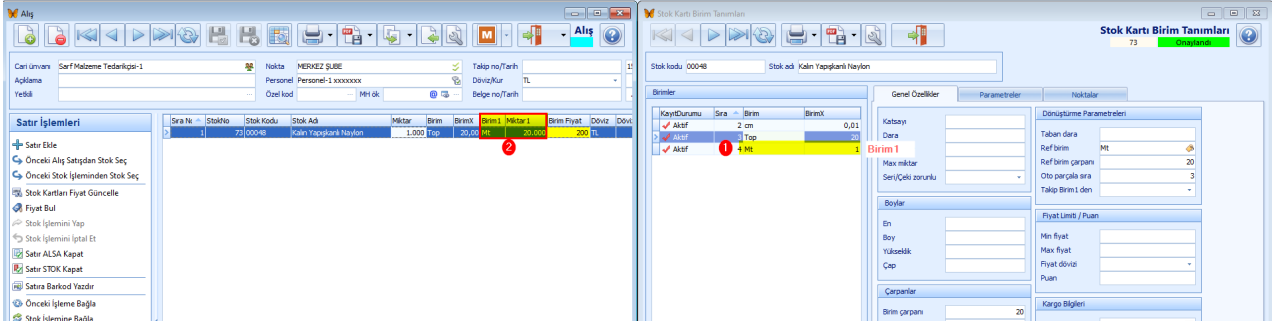 Alış
Alış
Cari ünvanı Sarf Malzeme Tedarikçisi-1 Nokta MERKEZ ŞUBE Takip no/Tarih
Açıklama Personel Personel-1 xxxxxxx Döviz/Kur TL
Yetkili Özel kod MH ök Belge no/Tarih
Satır İşlemleri
Satır Ekle
Önceki Alış Satışdan Stok Seç
Önceki Stok İşleminden Stok Seç
Stok Kartları Fiyat Güncelle
Fiyat Bul
Stok İşlemini Yap
Stok İşlemini İptal Et
Satır ALSA Kapat
Satır STOK Kapat
Satıra Barkod Yazdır
Önceki İşleme Bağla
Stok İşlemine Bağla
Sıra No StokNo Stok Kodu Stok Adı Miktar Birim BirimX Birim1 Miktar1 Birim Fiyat Döviz Dövi
1 73 00048 Kalın Yapışkanlı Naylon 1.000 Top 20,00 Mt 20.000 200 TL
2
Stok Kartı Birim Tanımları
Stok Kartı Birim Tanımları
73 Onaylandı
Stok kodu 00048 Stok adı Kalın Yapışkanlı Naylon
Birimler
KayıtDurumu Sıra Birim BirimX
Aktif 2 cm 0,01
Aktif 3 Top 20
Aktif 4 Mt 1
1
Birim1
Genel Özellikler Parametreler Noktalar
Katsayı
Dara
Max miktar
Seri/Çeki zorunlu
Boylar
En
Boy
Yükseklik
Çap
Çarpanlar
Birim çarpanı 20
Dönüştürme Parametreleri
Taban dara
Ref birim Mt
Ref birim çarpanı 20
Oto parçala sıra 3
Takip Birim1 den
Fiyat Limiti / Puan
Min fiyat
Max fiyat
Fiyat dövizi
Puan
Kargo Bilgileri